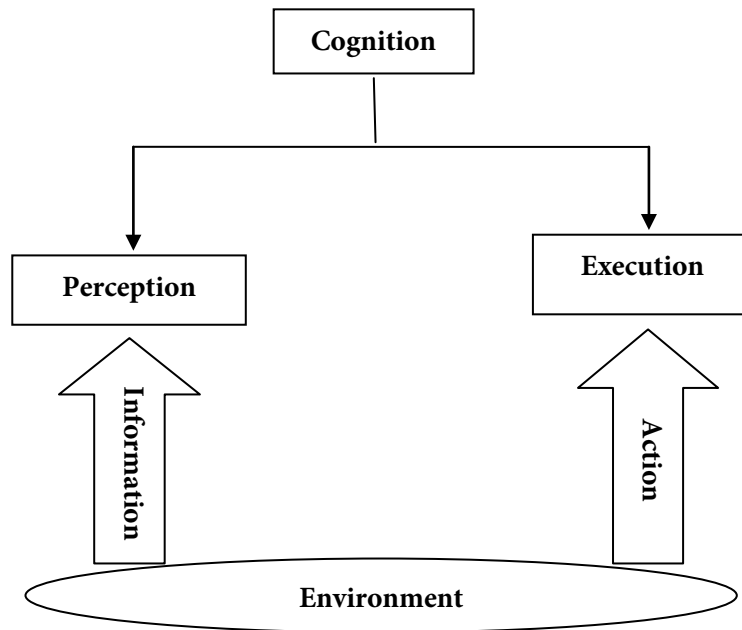 Cognition
Perception
Execution
Information
Action
Environment